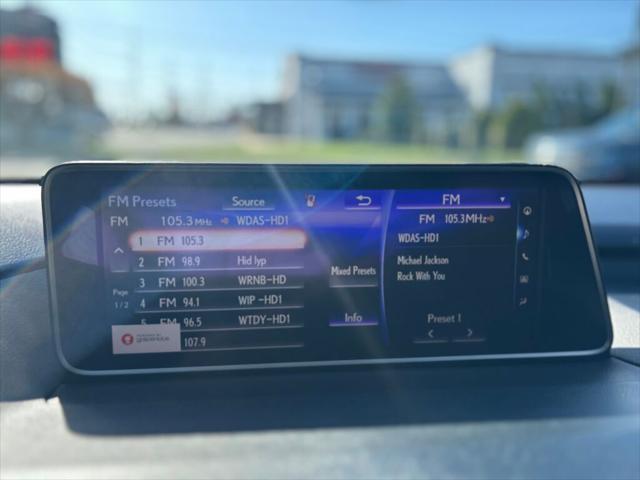 FM Presets Source FM
FM 105.3 MHz WDAS-HD1 FM 105.3MHz
1 FM 105.3 WDAS-HD1
2 FM 98.9 Hid lyp Michael Jackson
Mixed Presets Rock With You
3 FM 100.3 WRNB-HD
Page
1/2
4 FM 94.1 WIP-HD1
5 FM 96.5 WTDY-HD1 Info Preset 1
gracenote
107.9